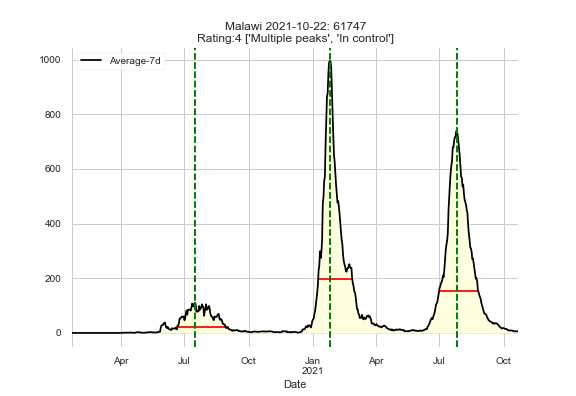 Malawi 2021-10-22: 61747
Rating:4 ['Multiple peaks', 'In control']
Average-7d
1000
800
600
400
200
0
Apr
Jul
Oct
Jan
2021
Apr
Jul
Oct
Date